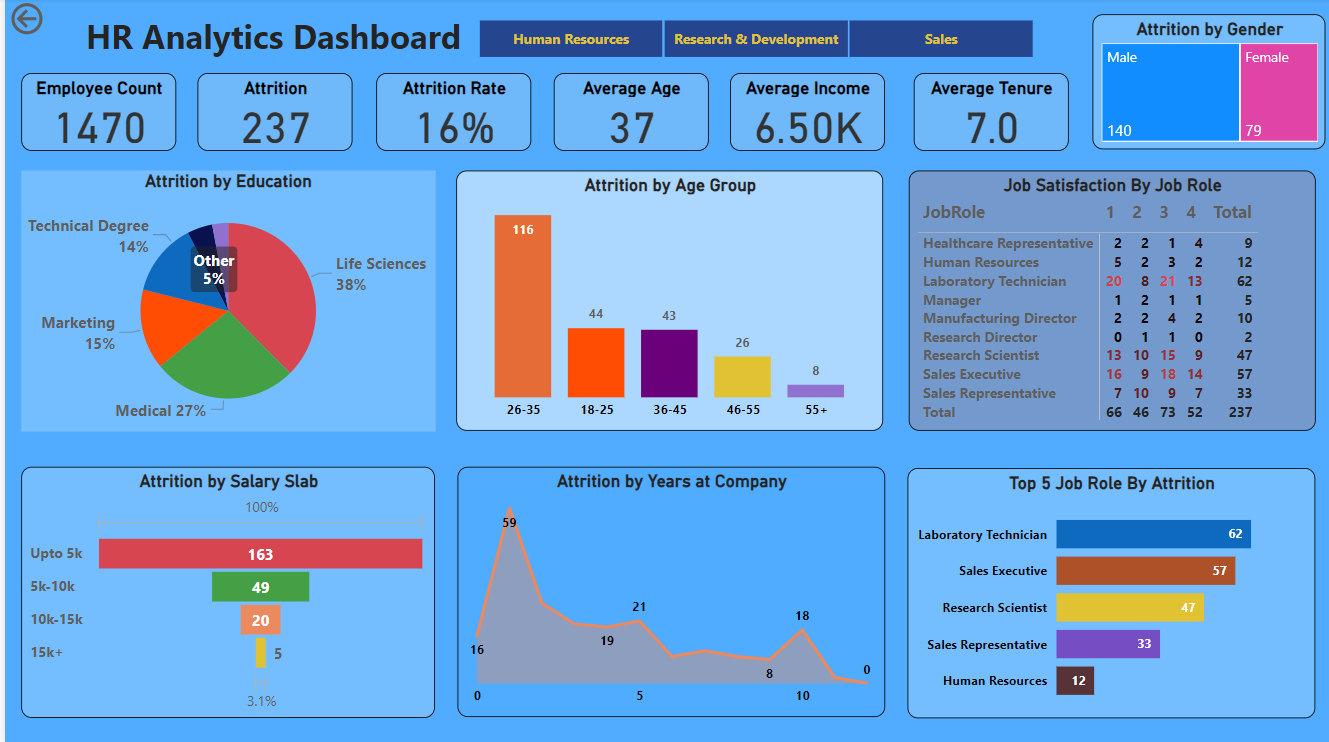 HR Analytics Dashboard
Human Resources
Research & Development
Sales
Attrition by Gender
Male
Female
140
79
Employee Count
1470
Attrition
237
Attrition Rate
16%
Average Age
37
Average Income
6.50K
Average Tenure
7.0
Attrition by Education
Technical Degree
14%
Other
5%
Life Sciences
38%
Marketing
15%
Medical 27%
Attrition by Age Group
116
44
43
26
8
26-35
18-25
36-45
46-55
55+
Job Satisfaction By Job Role
JobRole 1 2 3 4 Total
Healthcare Representative 2 2 1 4 9
Human Resources 5 2 3 2 12
Laboratory Technician 20 8 21 13 62
Manager 1 2 1 1 5
Manufacturing Director 2 2 4 2 10
Research Director 0 1 1 0 2
Research Scientist 13 10 15 9 47
Sales Executive 16 9 18 14 57
Sales Representative 7 10 9 7 33
Total 66 46 73 52 237
Attrition by Salary Slab
100%
Upto 5k 163
5k-10k 49
10k-15k 20
15k+ 5
3.1%
Attrition by Years at Company
59
16
19
21
8
18
0
0 5 10
Top 5 Job Role By Attrition
Laboratory Technician 62
Sales Executive 57
Research Scientist 47
Sales Representative 33
Human Resources 12